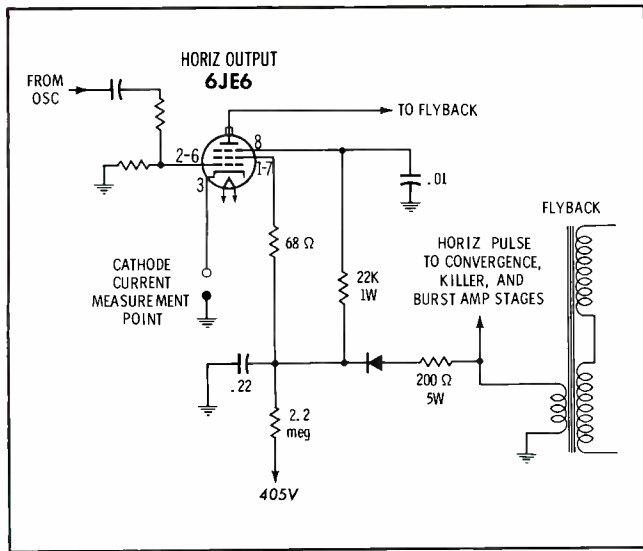 HORIZ OUTPUT
6JE6
FROM
OSC
TO FLYBACK
8
2-6
1-7
3
.01
FLYBACK
68 Ω
CATHODE
CURRENT
MEASUREMENT
POINT
22K
1W
HORIZ PULSE
TO CONVERGENCE,
KILLER, AND
BURST AMP STAGES
.22
200 Ω
5W
2.2
meg
405V